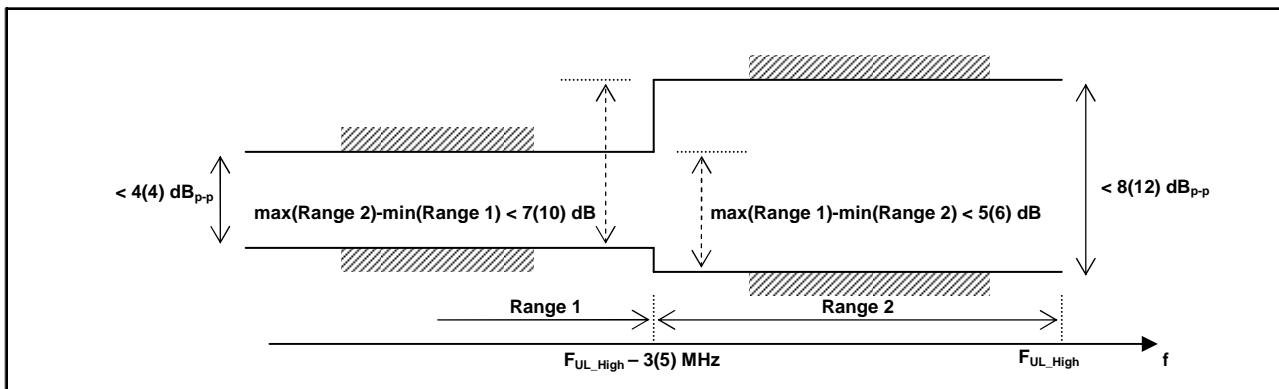 < 4(4) dBp-p
max(Range 2)-min(Range 1) < 7(10) dB
max(Range 1)-min(Range 2) < 5(6) dB
< 8(12) dBp-p
Range 1
Range 2
FUL_High – 3(5) MHz
FUL_High
f